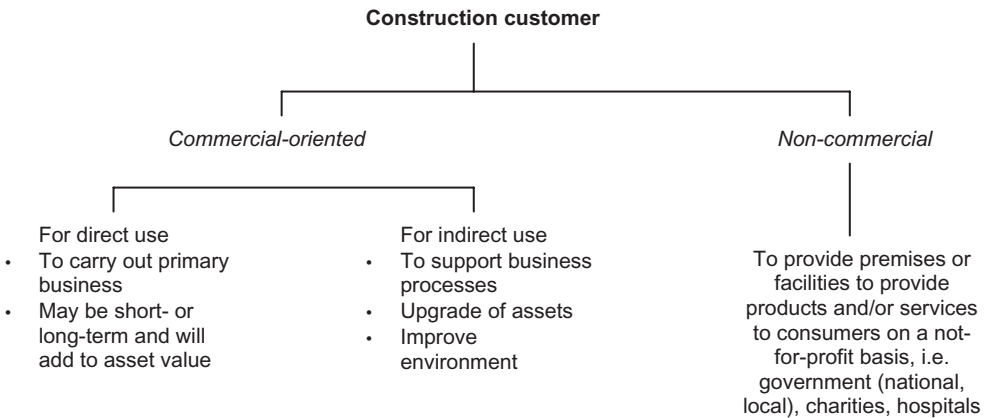 Construction customer
Commercial-oriented
Non-commercial
For direct use
• To carry out primary
business
• May be short- or
long-term and will
add to asset value
For indirect use
• To support business
processes
• Upgrade of assets
• Improve
environment
To provide premises or
facilities to provide
products and/or services
to consumers on a not-
for-profit basis, i.e.
government (national,
local), charities, hospitals